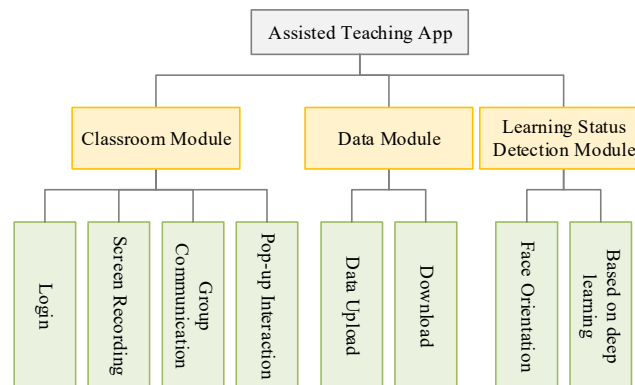 Assisted Teaching App
Classroom Module
Data Module
Learning Status
Detection Module
Login
Screen Recording
Group
Communication
Pop-up Interaction
Data Upload
Download
Face Orientation
Based on deep
learning